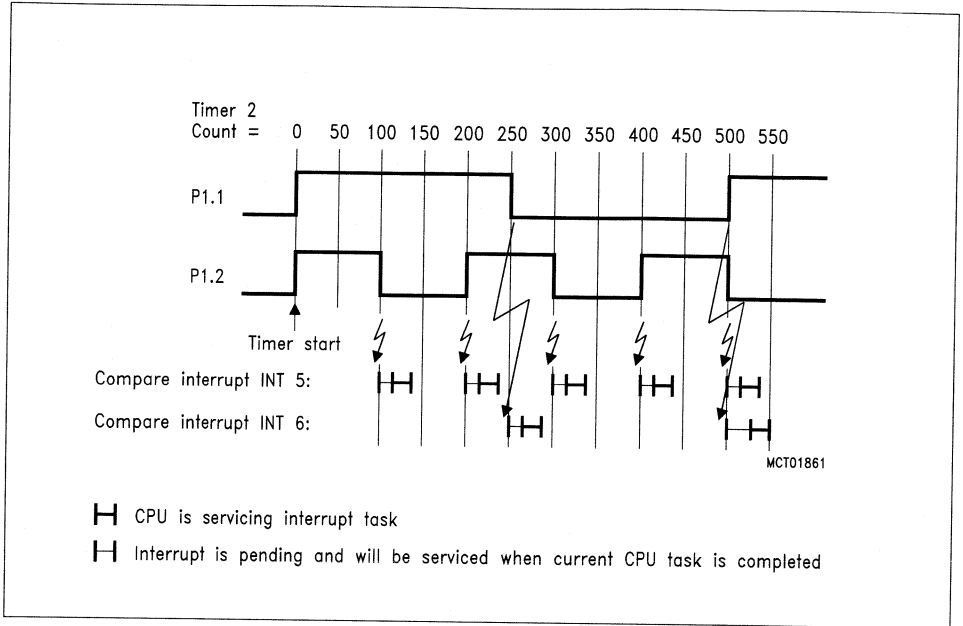 Timer 2
Count = 0 50 100 150 200 250 300 350 400 450 500 550
P1.1
P1.2
Timer start
Compare interrupt INT 5:
Compare interrupt INT 6:
MCT01861
CPU is servicing interrupt task
Interrupt is pending and will be serviced when current CPU task is completed